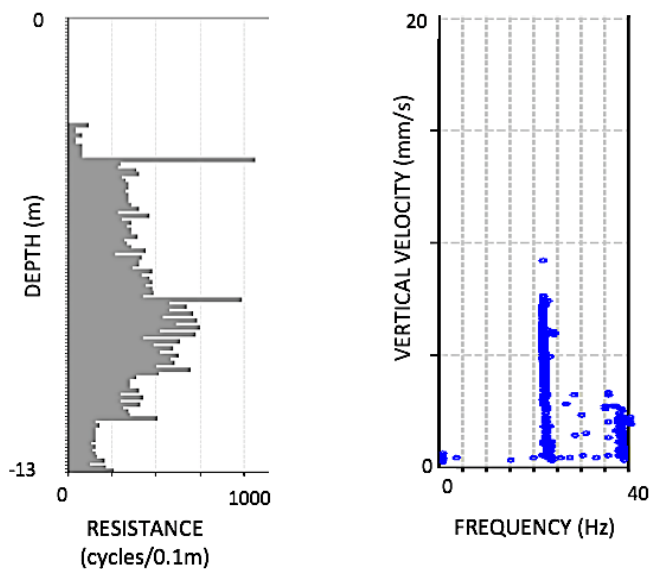 0
DEPTH (m)
-13
0
1000
RESISTANCE
(cycles/0.1m)
20
VERTICAL VELOCITY (mm/s)
0
0
40
FREQUENCY (Hz)